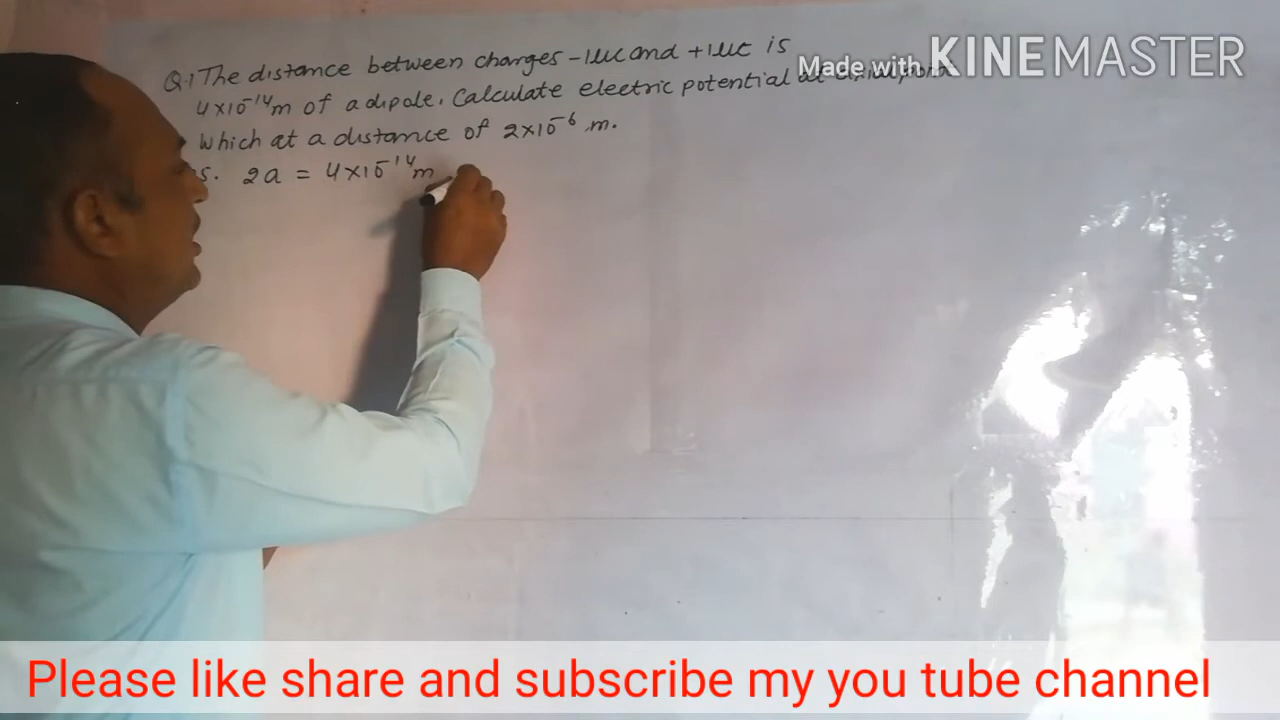 Q.1 The distance between charges -1μc and +1μc is
4×10⁻¹⁴m of a dipole. Calculate electric potential at
Which at a distance of 2×10⁻⁶ m.
s. 2a = 4×10⁻¹⁴m
Made with KINEMASTER
Please like share and subscribe my you tube channel